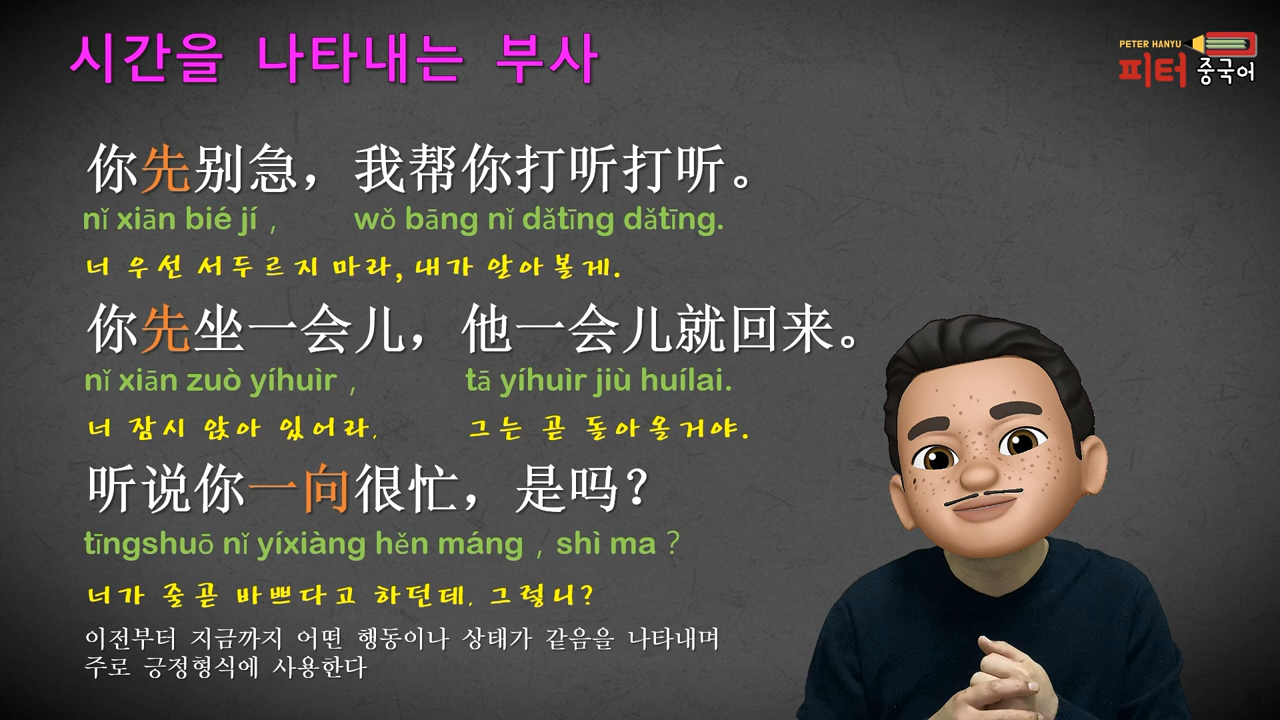 시간을 나타내는 부사
PETER HANYU
피터 중국어
你先别急，我帮你打听打听。
nǐ xiān bié jí， wǒ bāng nǐ dǎtīng dǎtīng.
너 우선 서두르지 마라, 내가 알아볼게.
你先坐一会儿，他一会儿就回来。
nǐ xiān zuò yíhuìr， tā yíhuìr jiù huílai.
너 잠시 앉아 있어라. 그는 곧 돌아올거야.
听说你一向很忙，是吗？
tīngshuō nǐ yíxiàng hěn máng，shì ma？
너가 줄곧 바쁘다고 하던데. 그렇니?
이전부터 지금까지 어떤 행동이나 상태가 같음을 나타내며
주로 긍정형식에 사용한다